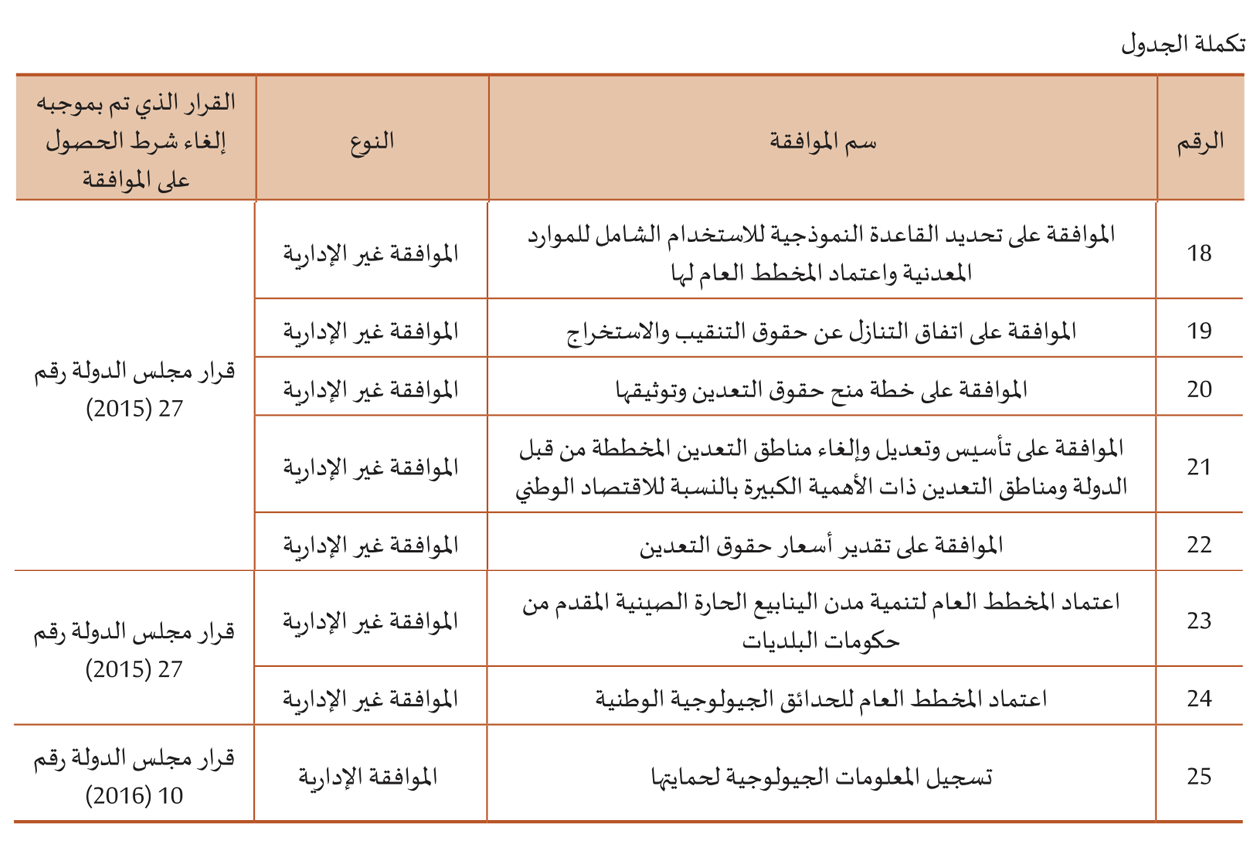 تكملة الجدول
الرقم
سم الموافقة
النوع
القرار الذي تم بموجبه
إلغاء شرط الحصول
على الموافقة
18
الموافقة على تحديد القاعدة النموذجية للاستخدام الشامل للموارد
المعدنية واعتماد المخطط العام لها
الموافقة غير الإدارية
قرار مجلس الدولة رقم
27 (2015)
19
الموافقة على اتفاق التنازل عن حقوق التنقيب والاستخراج
الموافقة غير الإدارية
20
الموافقة على خطة منح حقوق التعدين وتوثيقها
الموافقة غير الإدارية
21
الموافقة على تأسيس وتعديل وإلغاء مناطق التعدين المخططة من قبل
الدولة ومناطق التعدين ذات الأهمية الكبيرة بالنسبة للاقتصاد الوطني
الموافقة غير الإدارية
22
الموافقة على تقدير أسعار حقوق التعدين
الموافقة غير الإدارية
23
اعتماد المخطط العام لتنمية مدن الينابيع الحارة الصينية المقدم من
حكومات البلديات
الموافقة غير الإدارية
قرار مجلس الدولة رقم
27 (2015)
24
اعتماد المخطط العام للحدائق الجيولوجية الوطنية
الموافقة غير الإدارية
25
تسجيل المعلومات الجيولوجية لحمايتها
الموافقة الإدارية
قرار مجلس الدولة رقم
10 (2016)